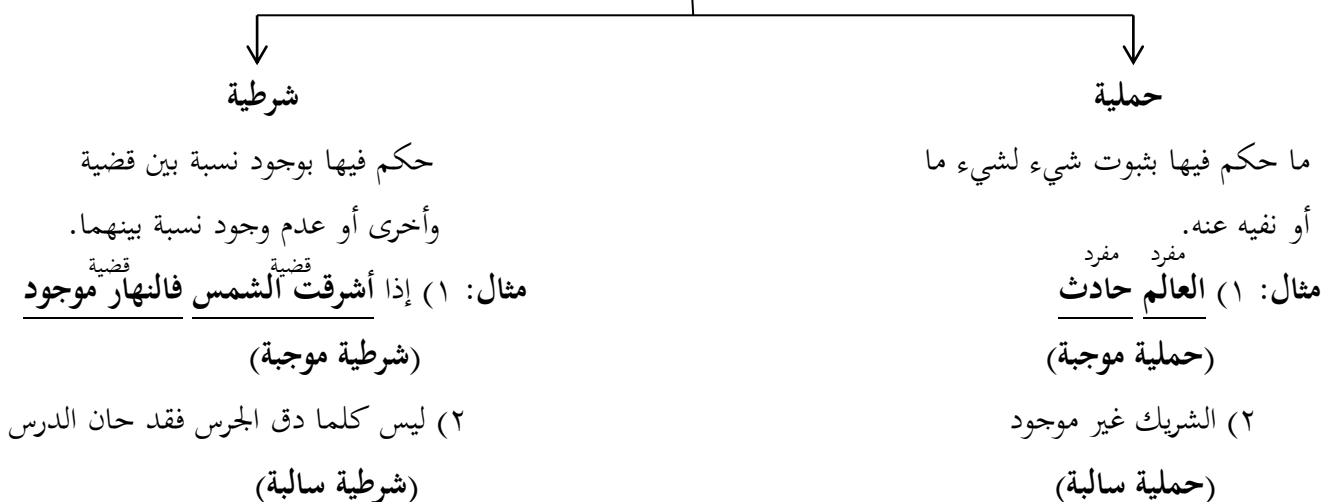 حملية
ما حكم فيها بثبوت شيء لشيء ما
أو نفيه عنه.
مفرد مفرد
مثال: ١) العالم حادث
(حملية موجبة)
٢) الشريك غير موجود
(حملية سالبة)
شرطية
حكم فيها بوجود نسبة بين قضية
وأخرى أو عدم وجود نسبة بينهما.
قضية قضية
مثال: ١) إذا أشرقت الشمس فالنهار موجود
(شرطية موجبة)
٢) ليس كلما دق الجرس فقد حان الدرس
(شرطية سالبة)